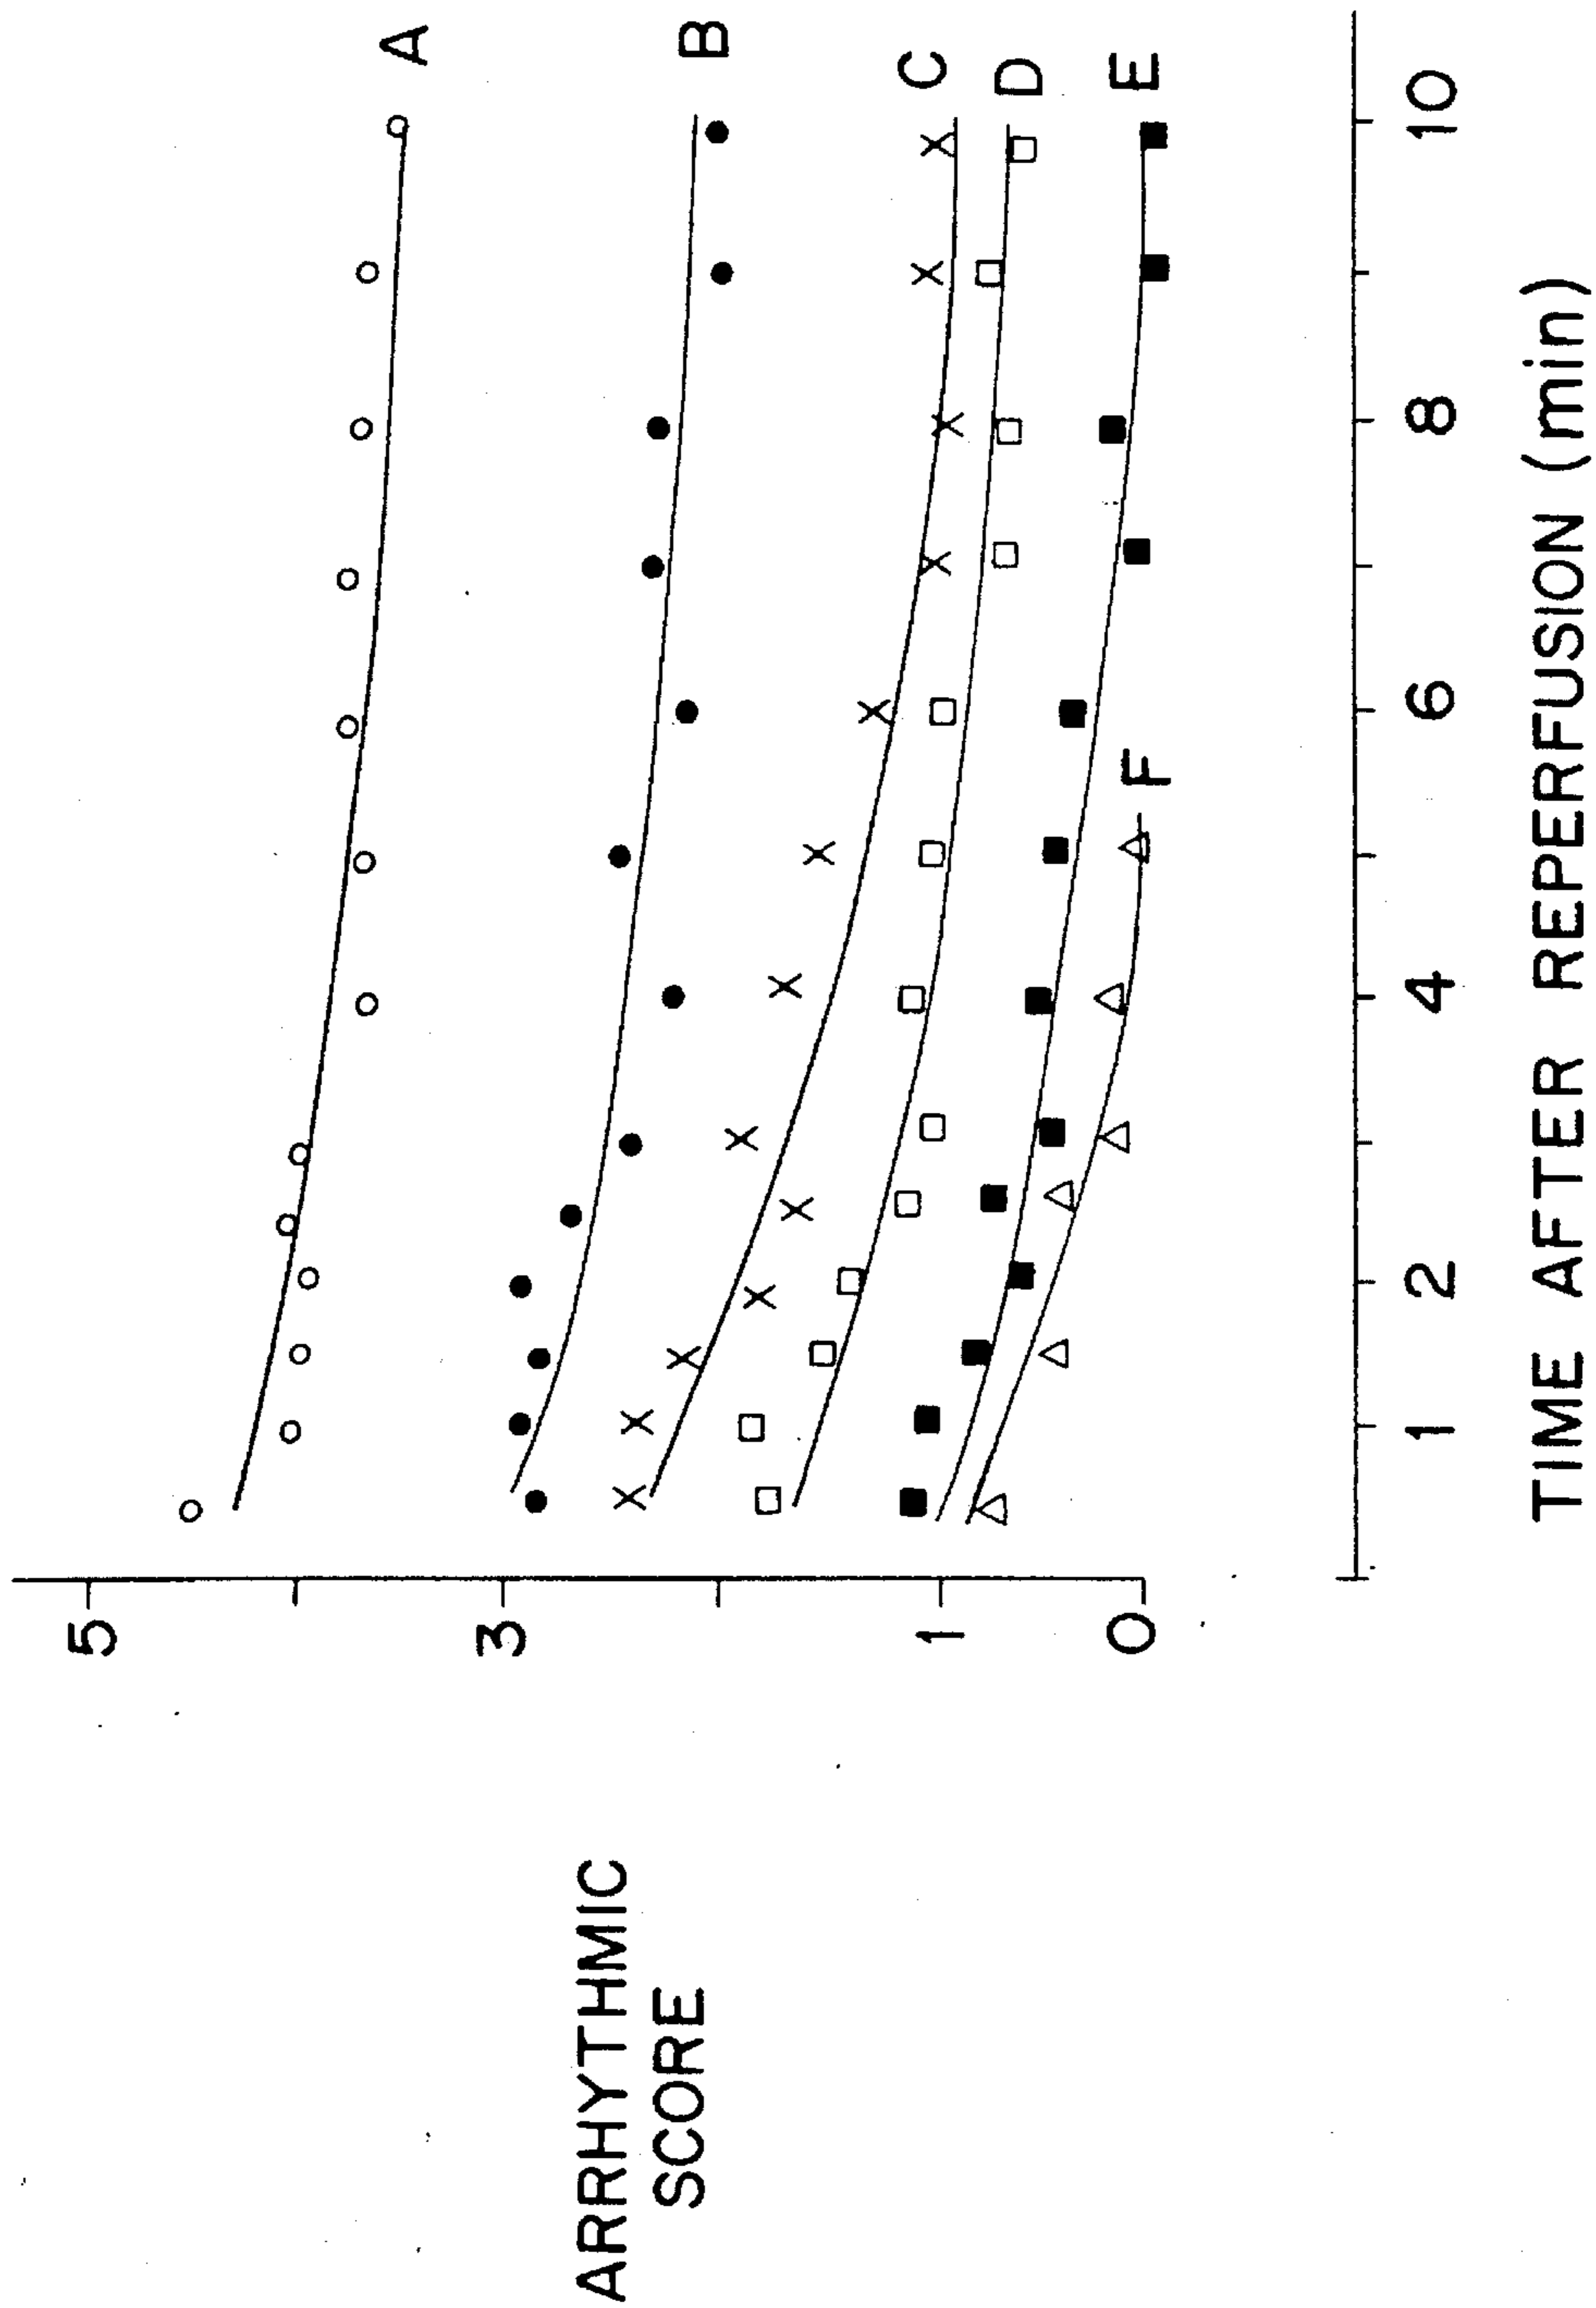 ARRHYTHMIC
SCORE
5
3
1
0
A
B
C
D
E
F
1 2 4 6 8 10
TIME AFTER REPERFUSION (min)